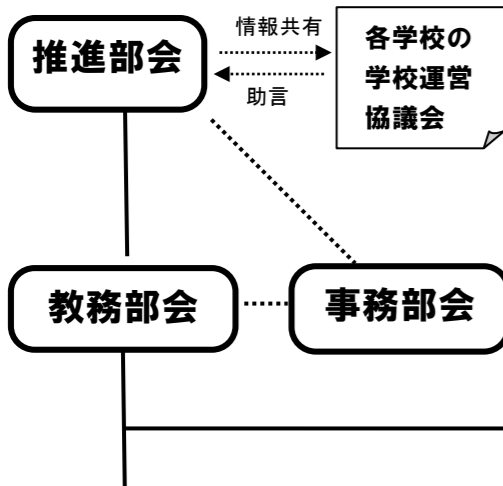 推進部会
情報共有
助言
各学校の
学校運営
協議会
教務部会
事務部会